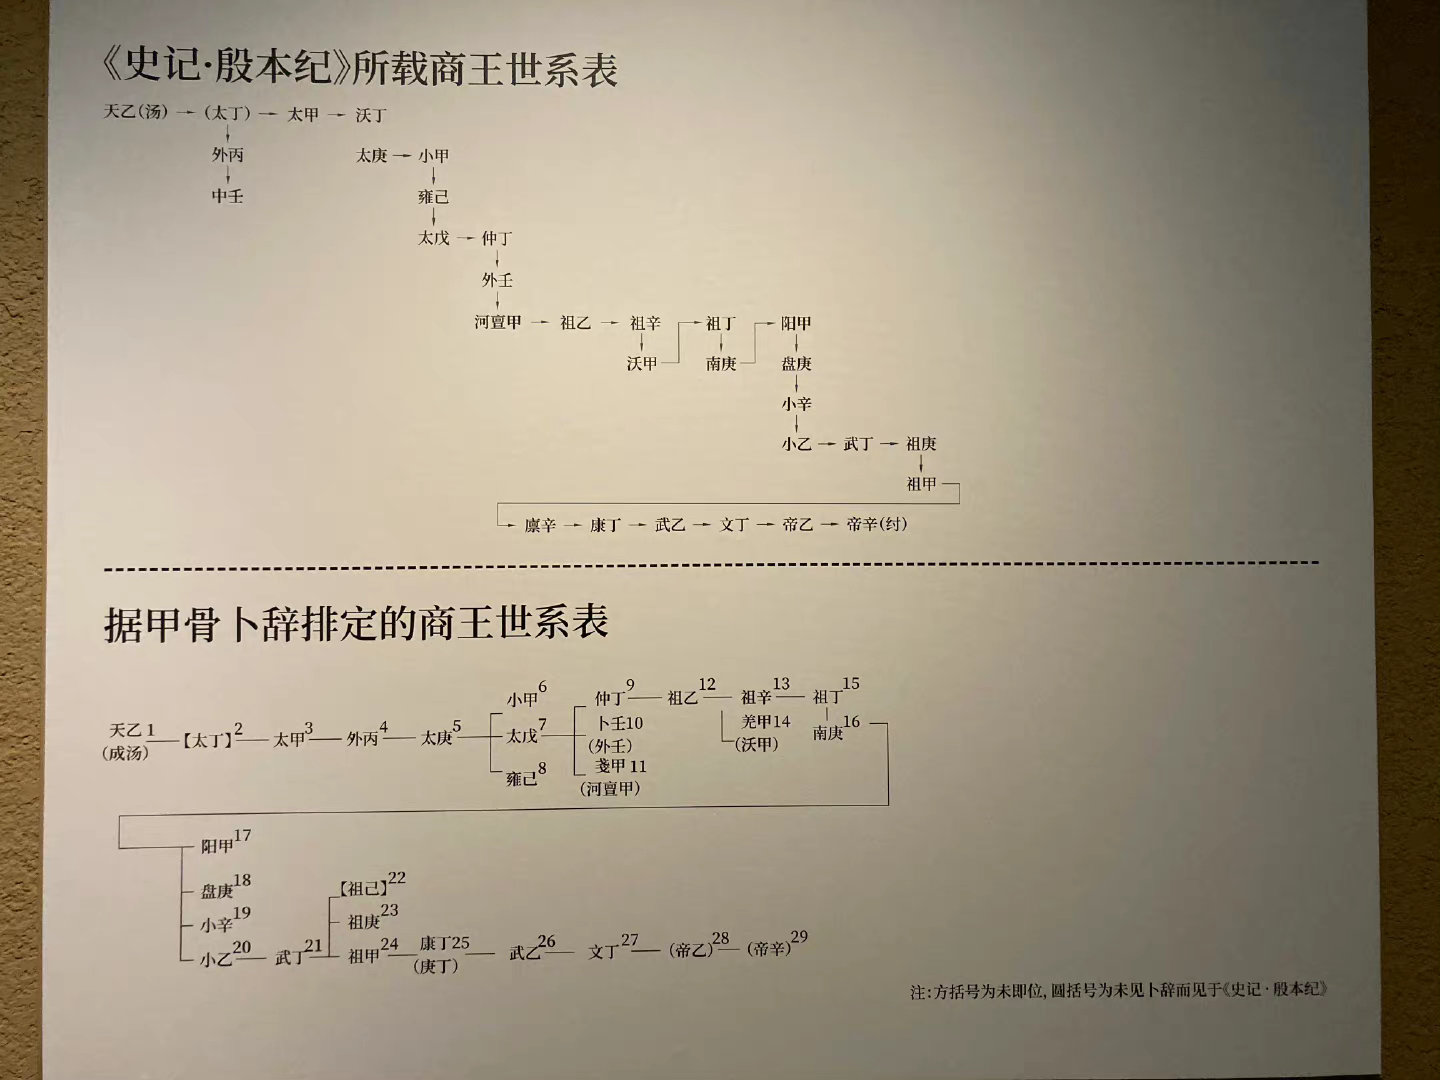 《史记·殷本纪》所载商王世系表
天乙(汤) → (太丁) → 太甲 → 沃丁
外丙 太庚 → 小甲
中壬 雍己
太戊 → 仲丁
外壬
河亶甲 → 祖乙 → 祖辛 祖丁 阳甲
沃甲 南庚 盘庚
小辛
小乙 → 武丁 → 祖庚
祖甲
廪辛 → 康丁 → 武乙 → 文丁 → 帝乙 → 帝辛(纣)
据甲骨卜辞排定的商王世系表
小甲6 仲丁9 祖乙12 祖辛13 祖丁15
天乙1 【太丁】2 太甲3 外丙4 太庚5 太戊7 卜壬10 羌甲14 南庚16
(成汤) (外壬) (沃甲)
雍己8 戔甲11
(河亶甲)
阳甲17
盘庚18 【祖己】22
小辛19 祖庚23
小乙20 武丁21 祖甲24 康丁25 武乙26 文丁27 (帝乙)28 (帝辛)29
(庚丁)
注:方括号为未即位, 圆括号为未见卜辞而见于《史记·殷本纪》